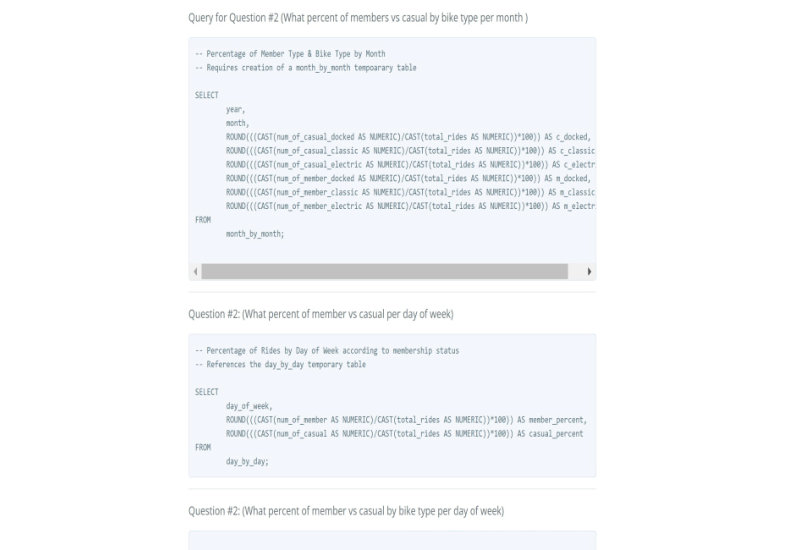 Query for Question #2 (What percent of members vs casual by bike type per month )
-- Percentage of Member Type & Bike Type by Month
-- Requires creation of a month_by_month tempoarary table
SELECT
year,
month,
ROUND(((CAST(num_of_casual_docked AS NUMERIC)/CAST(total_rides AS NUMERIC))*100)) AS c_docked,
ROUND(((CAST(num_of_casual_classic AS NUMERIC)/CAST(total_rides AS NUMERIC))*100)) AS c_classic
ROUND(((CAST(num_of_casual_electric AS NUMERIC)/CAST(total_rides AS NUMERIC))*100)) AS c_electr
ROUND(((CAST(num_of_member_docked AS NUMERIC)/CAST(total_rides AS NUMERIC))*100)) AS m_docked,
ROUND(((CAST(num_of_member_classic AS NUMERIC)/CAST(total_rides AS NUMERIC))*100)) AS m_classic
ROUND(((CAST(num_of_member_electric AS NUMERIC)/CAST(total_rides AS NUMERIC))*100)) AS m_electr
FROM
month_by_month;
Question #2: (What percent of member vs casual per day of week)
-- Percentage of Rides by Day of Week according to membership status
-- References the day_by_day temporary table
SELECT
day_of_week,
ROUND(((CAST(num_of_member AS NUMERIC)/CAST(total_rides AS NUMERIC))*100)) AS member_percent,
ROUND(((CAST(num_of_casual AS NUMERIC)/CAST(total_rides AS NUMERIC))*100)) AS casual_percent
FROM
day_by_day;
Question #2: (What percent of member vs casual by bike type per day of week)